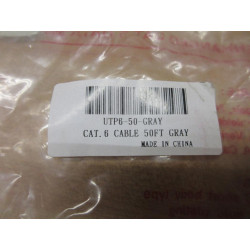 UTP6-50-GRAY
CAT.6 CABLE 50FT GRAY
MADE IN CHINA